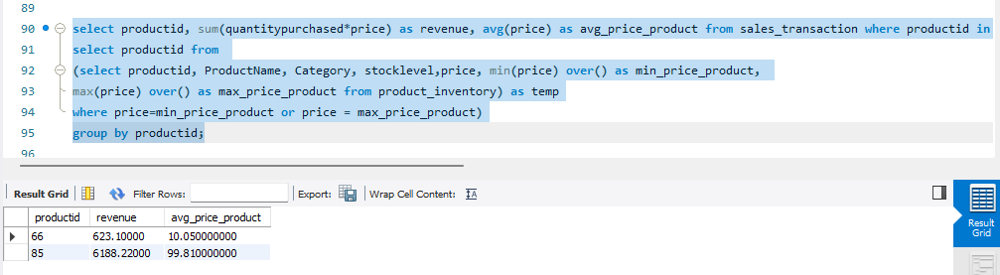 89
90 select productid, sum(quantitypurchased*price) as revenue, avg(price) as avg_price_product from sales_transaction where productid in
91 select productid from
92 (select productid, ProductName, Category, stocklevel,price, min(price) over() as min_price_product,
93 max(price) over() as max_price_product from product_inventory) as temp
94 where price=min_price_product or price = max_price_product)
95 group by productid;
96
Result Grid Filter Rows: Export: Wrap Cell Content:
productid revenue avg_price_product
66 623.10000 10.050000000
85 6188.22000 99.810000000
Result
Grid